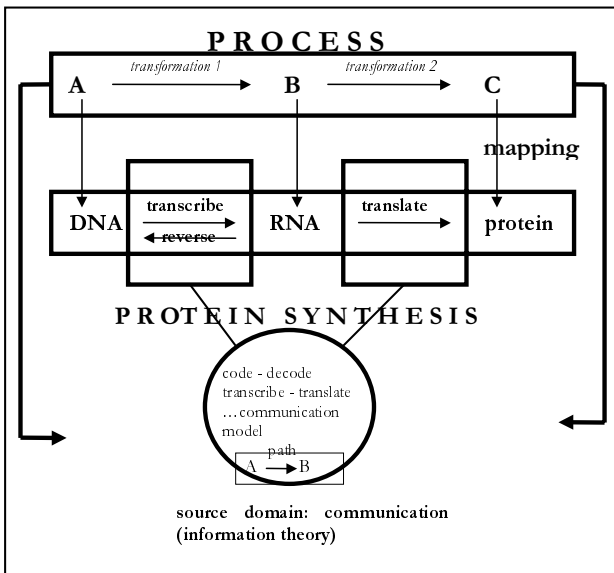 PROCESS
transformation 1 transformation 2
A B C
mapping
transcribe translate
DNA RNA protein
reverse
PROTEIN SYNTHESIS
code - decode
transcribe - translate
…communication
model
path
A B
source domain: communication
(information theory)